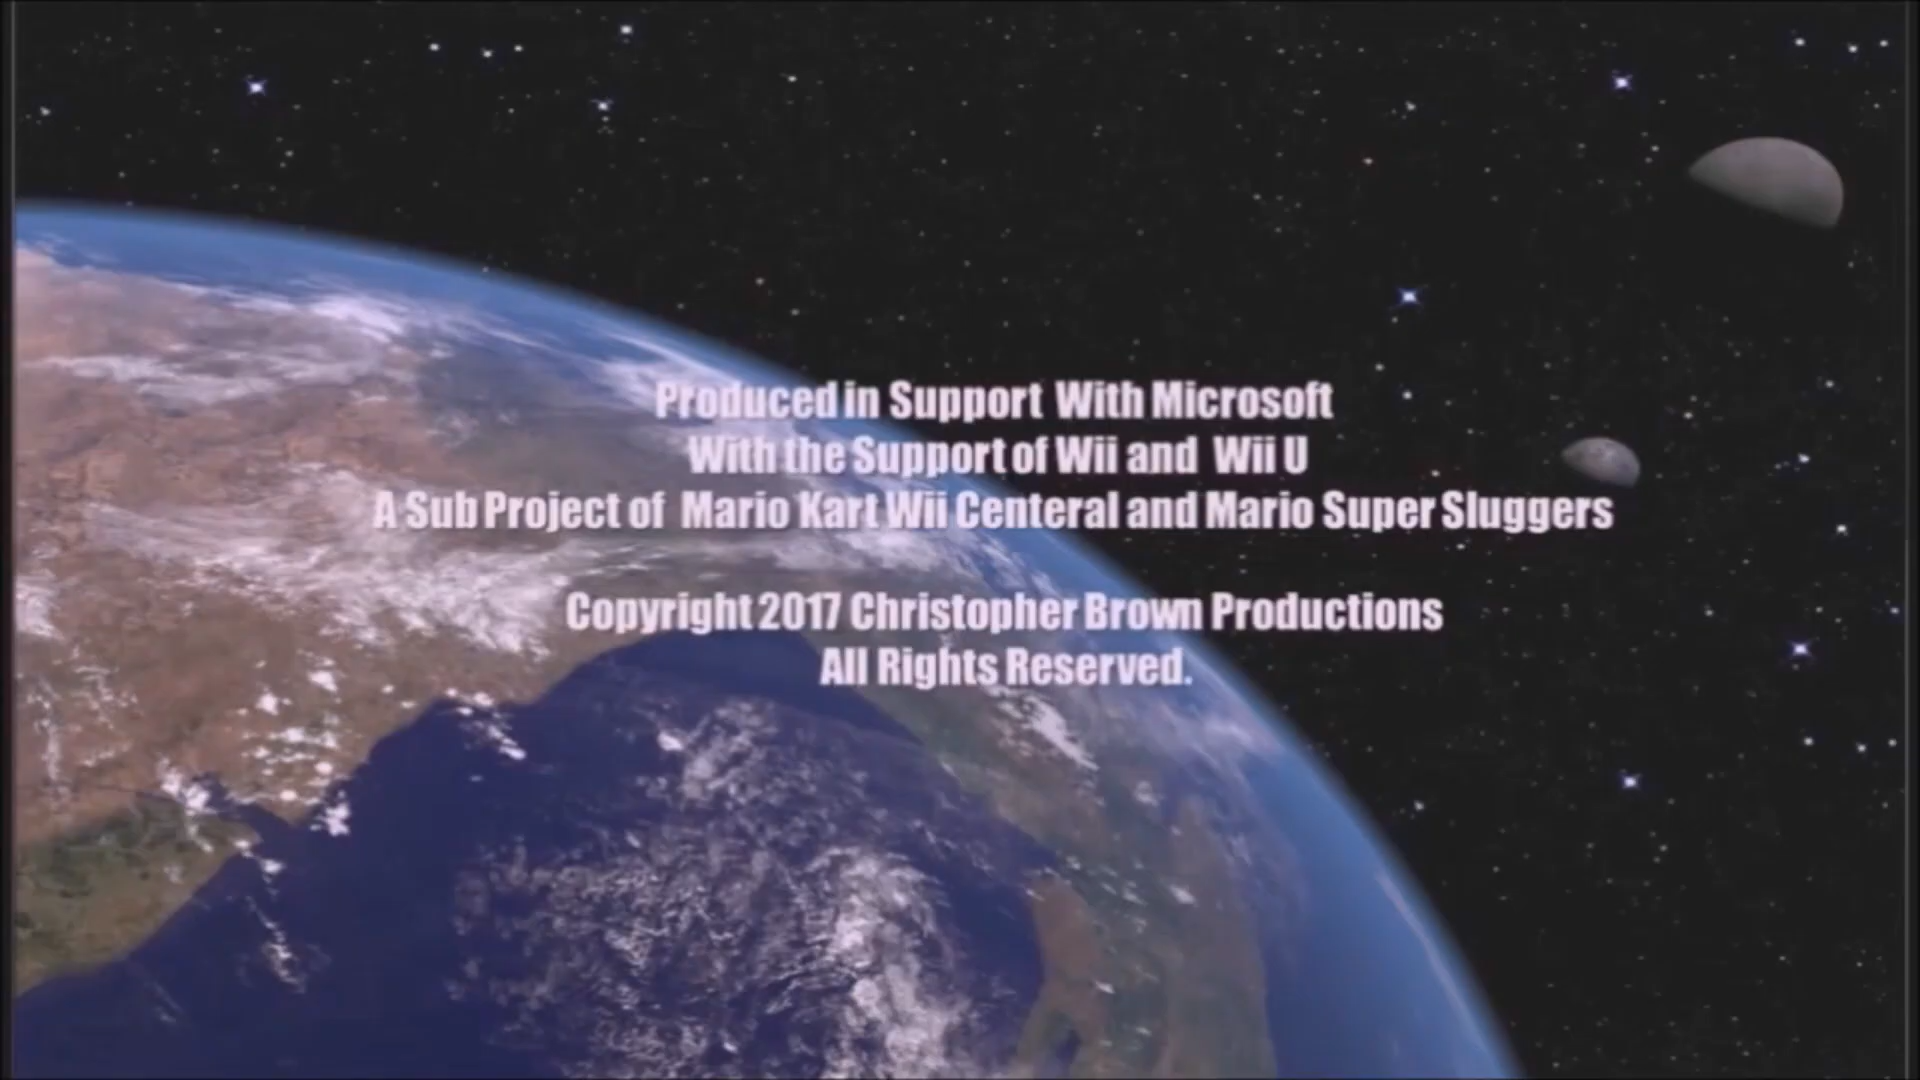 Produced in Support With Microsoft
With the Support of Wii and Wii U
A Sub Project of Mario Kart Wii Centeral and Mario Super Sluggers
Copyright 2017 Christopher Brown Productions
All Rights Reserved.